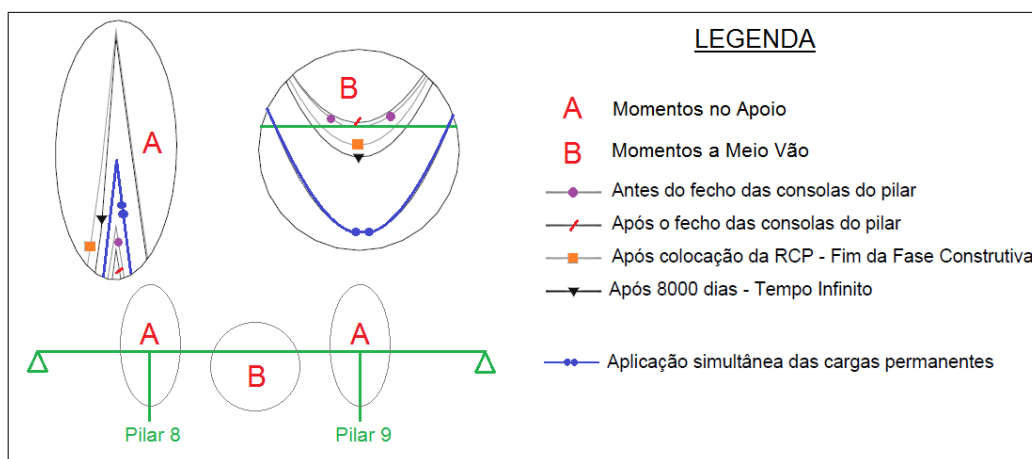 LEGENDA
A
B
A
Momentos no Apoio
B
Momentos a Meio Vão
Antes do fecho das consolas do pilar
Após o fecho das consolas do pilar
Após colocação da RCP - Fim da Fase Construtiva
Após 8000 dias - Tempo Infinito
Aplicação simultânea das cargas permanentes
A
B
A
Pilar 8
Pilar 9